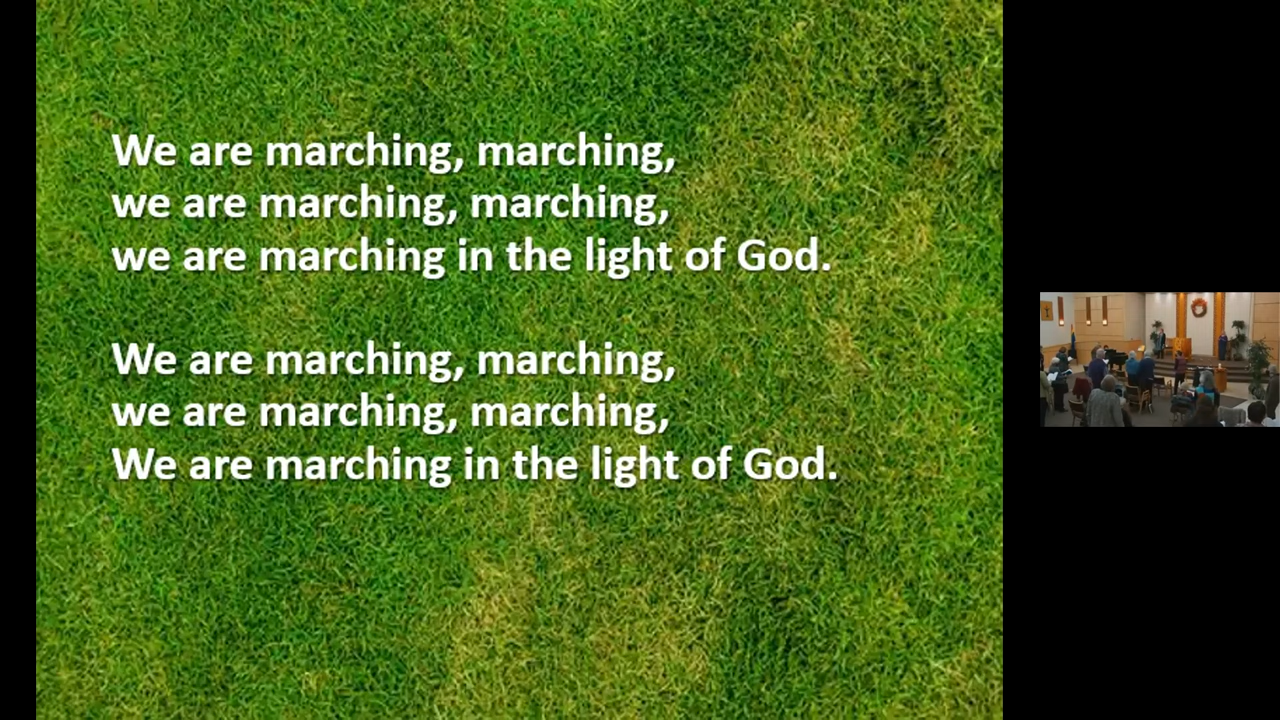 We are marching, marching,
we are marching, marching,
we are marching in the light of God.
We are marching, marching,
we are marching, marching,
We are marching in the light of God.